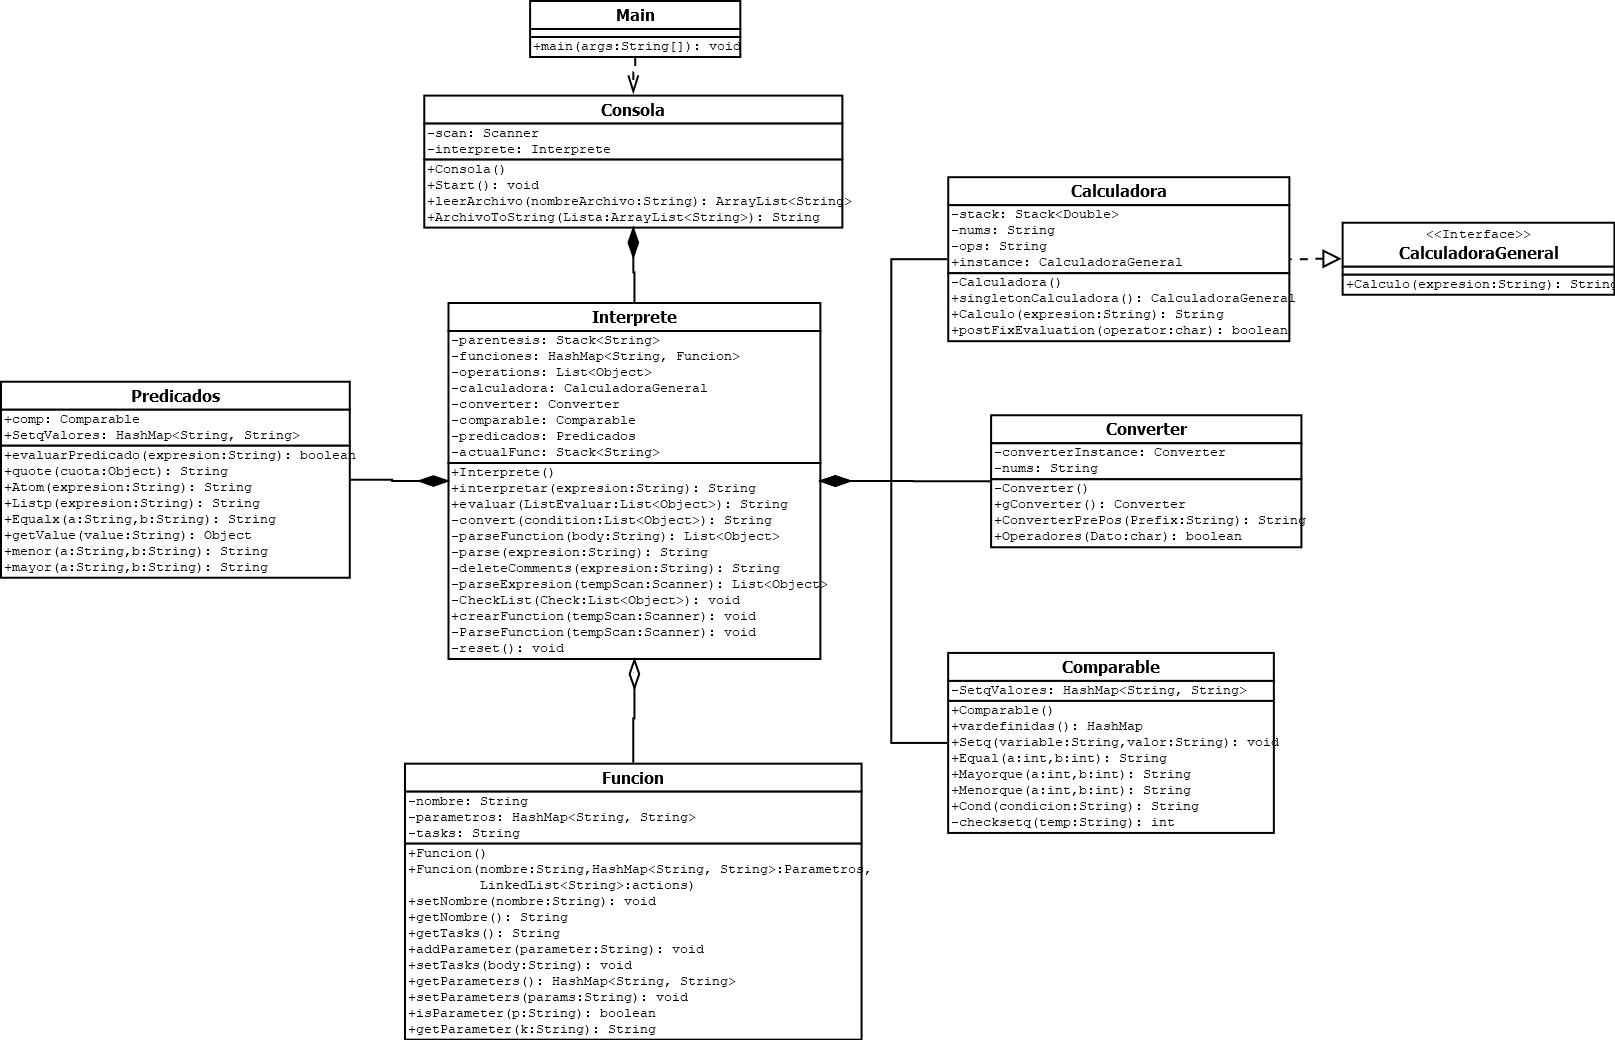 Main
+main(args:String[]): void
Consola
-scan: Scanner
-interprete: Interprete
+Consola()
+Start(): void
+leerArchivo(nombreArchivo:String): ArrayList<String>
+ArchivoToString(Lista:ArrayList<String>): String
Calculadora
-stack: Stack<Double>
-nums: String
-ops: String
+instance: CalculadoraGeneral
-Calculadora()
+singletonCalculadora(): CalculadoraGeneral
+Calculo(expresion:String): String
+postFixEvaluation(operator:char): boolean
<<Interface>>
CalculadoraGeneral
+Calculo(expresion:String): String
Interprete
-parentesis: Stack<String>
-funciones: HashMap<String, Funcion>
-operations: List<Object>
-calculadora: CalculadoraGeneral
-converter: Converter
-comparable: Comparable
-predicados: Predicados
-actualFunc: Stack<String>
+Interprete()
+interpretar(expresion:String): String
+evaluar(ListEvaluar:List<Object>): String
-convert(condition:List<Object>): String
-parseFunction(body:String): List<Object>
-parse(expresion:String): String
-deleteComments(expresion:String): String
-parseExpresion(tempScan:Scanner): List<Object>
-CheckList(Check:List<Object>): void
+crearFunction(tempScan:Scanner): void
-ParseFunction(tempScan:Scanner): void
-reset(): void
Predicados
+comp: Comparable
+SetqValores: HashMap<String, String>
+evaluarPredicado(expresion:String): boolean
+quote(cuota:Object): String
+Atom(expresion:String): String
+Listp(expresion:String): String
+Equalx(a:String,b:String): String
+getValue(value:String): Object
+menor(a:String,b:String): String
+mayor(a:String,b:String): String
Converter
-converterInstance: Converter
-nums: String
-Converter()
+gConverter(): Converter
+ConverterPrePos(Prefix:String): String
+Operadores(Dato:char): boolean
Comparable
-SetqValores: HashMap<String, String>
+Comparable()
+vardefinidas(): HashMap
+Setq(variable:String,valor:String): void
+Equal(a:int,b:int): String
+Mayorque(a:int,b:int): String
+Menorque(a:int,b:int): String
+Cond(condicion:String): String
-checksetq(temp:String): int
Funcion
-nombre: String
-parametros: HashMap<String, String>
-tasks: String
+Funcion()
+Funcion(nombre:String,HashMap<String, String>:Parametros,
LinkedList<String>:actions)
+setNombre(nombre:String): void
+getNombre(): String
+getTasks(): String
+addParameter(parameter:String): void
+setTasks(body:String): void
+getParameters(): HashMap<String, String>
+setParameters(params:String): void
+isParameter(p:String): boolean
+getParameter(k:String): String